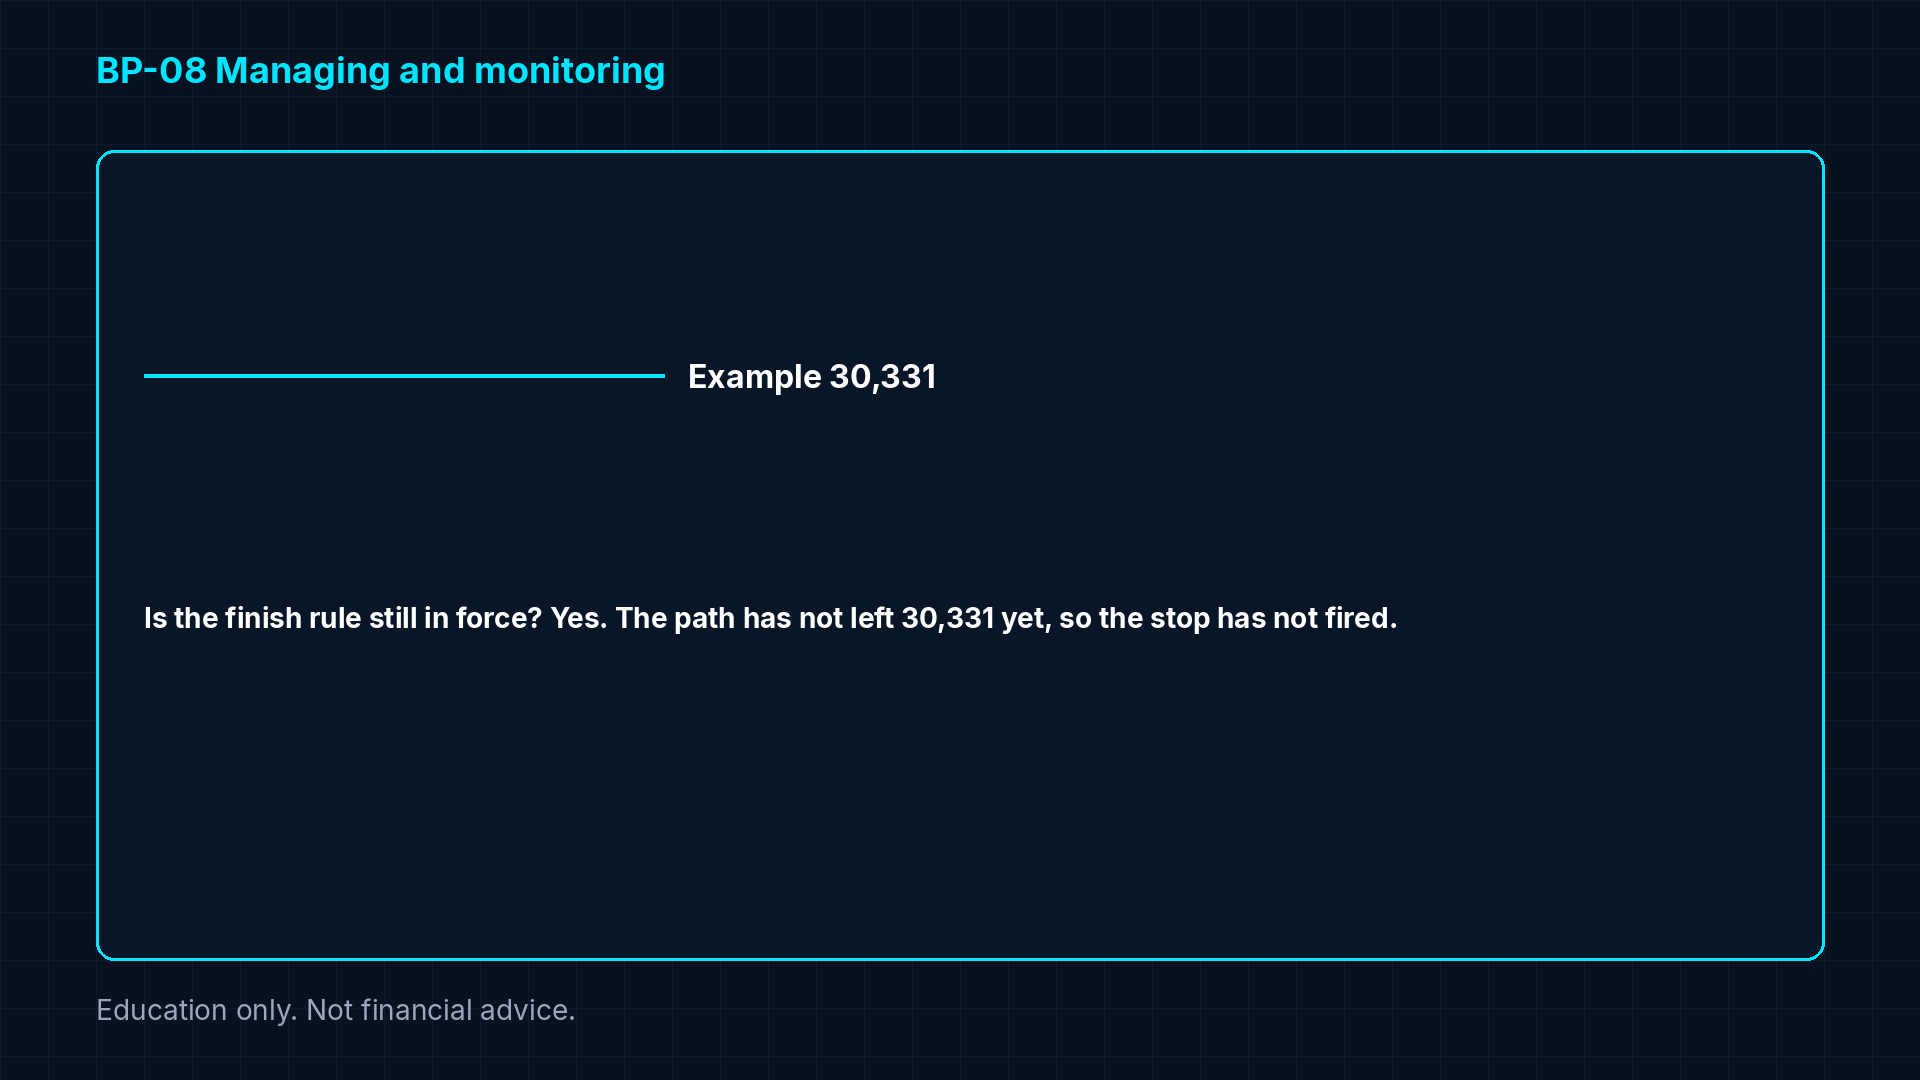 BP-08 Managing and monitoring
Example 30,331
Is the finish rule still in force? Yes. The path has not left 30,331 yet, so the stop has not fired.
Education only. Not financial advice.